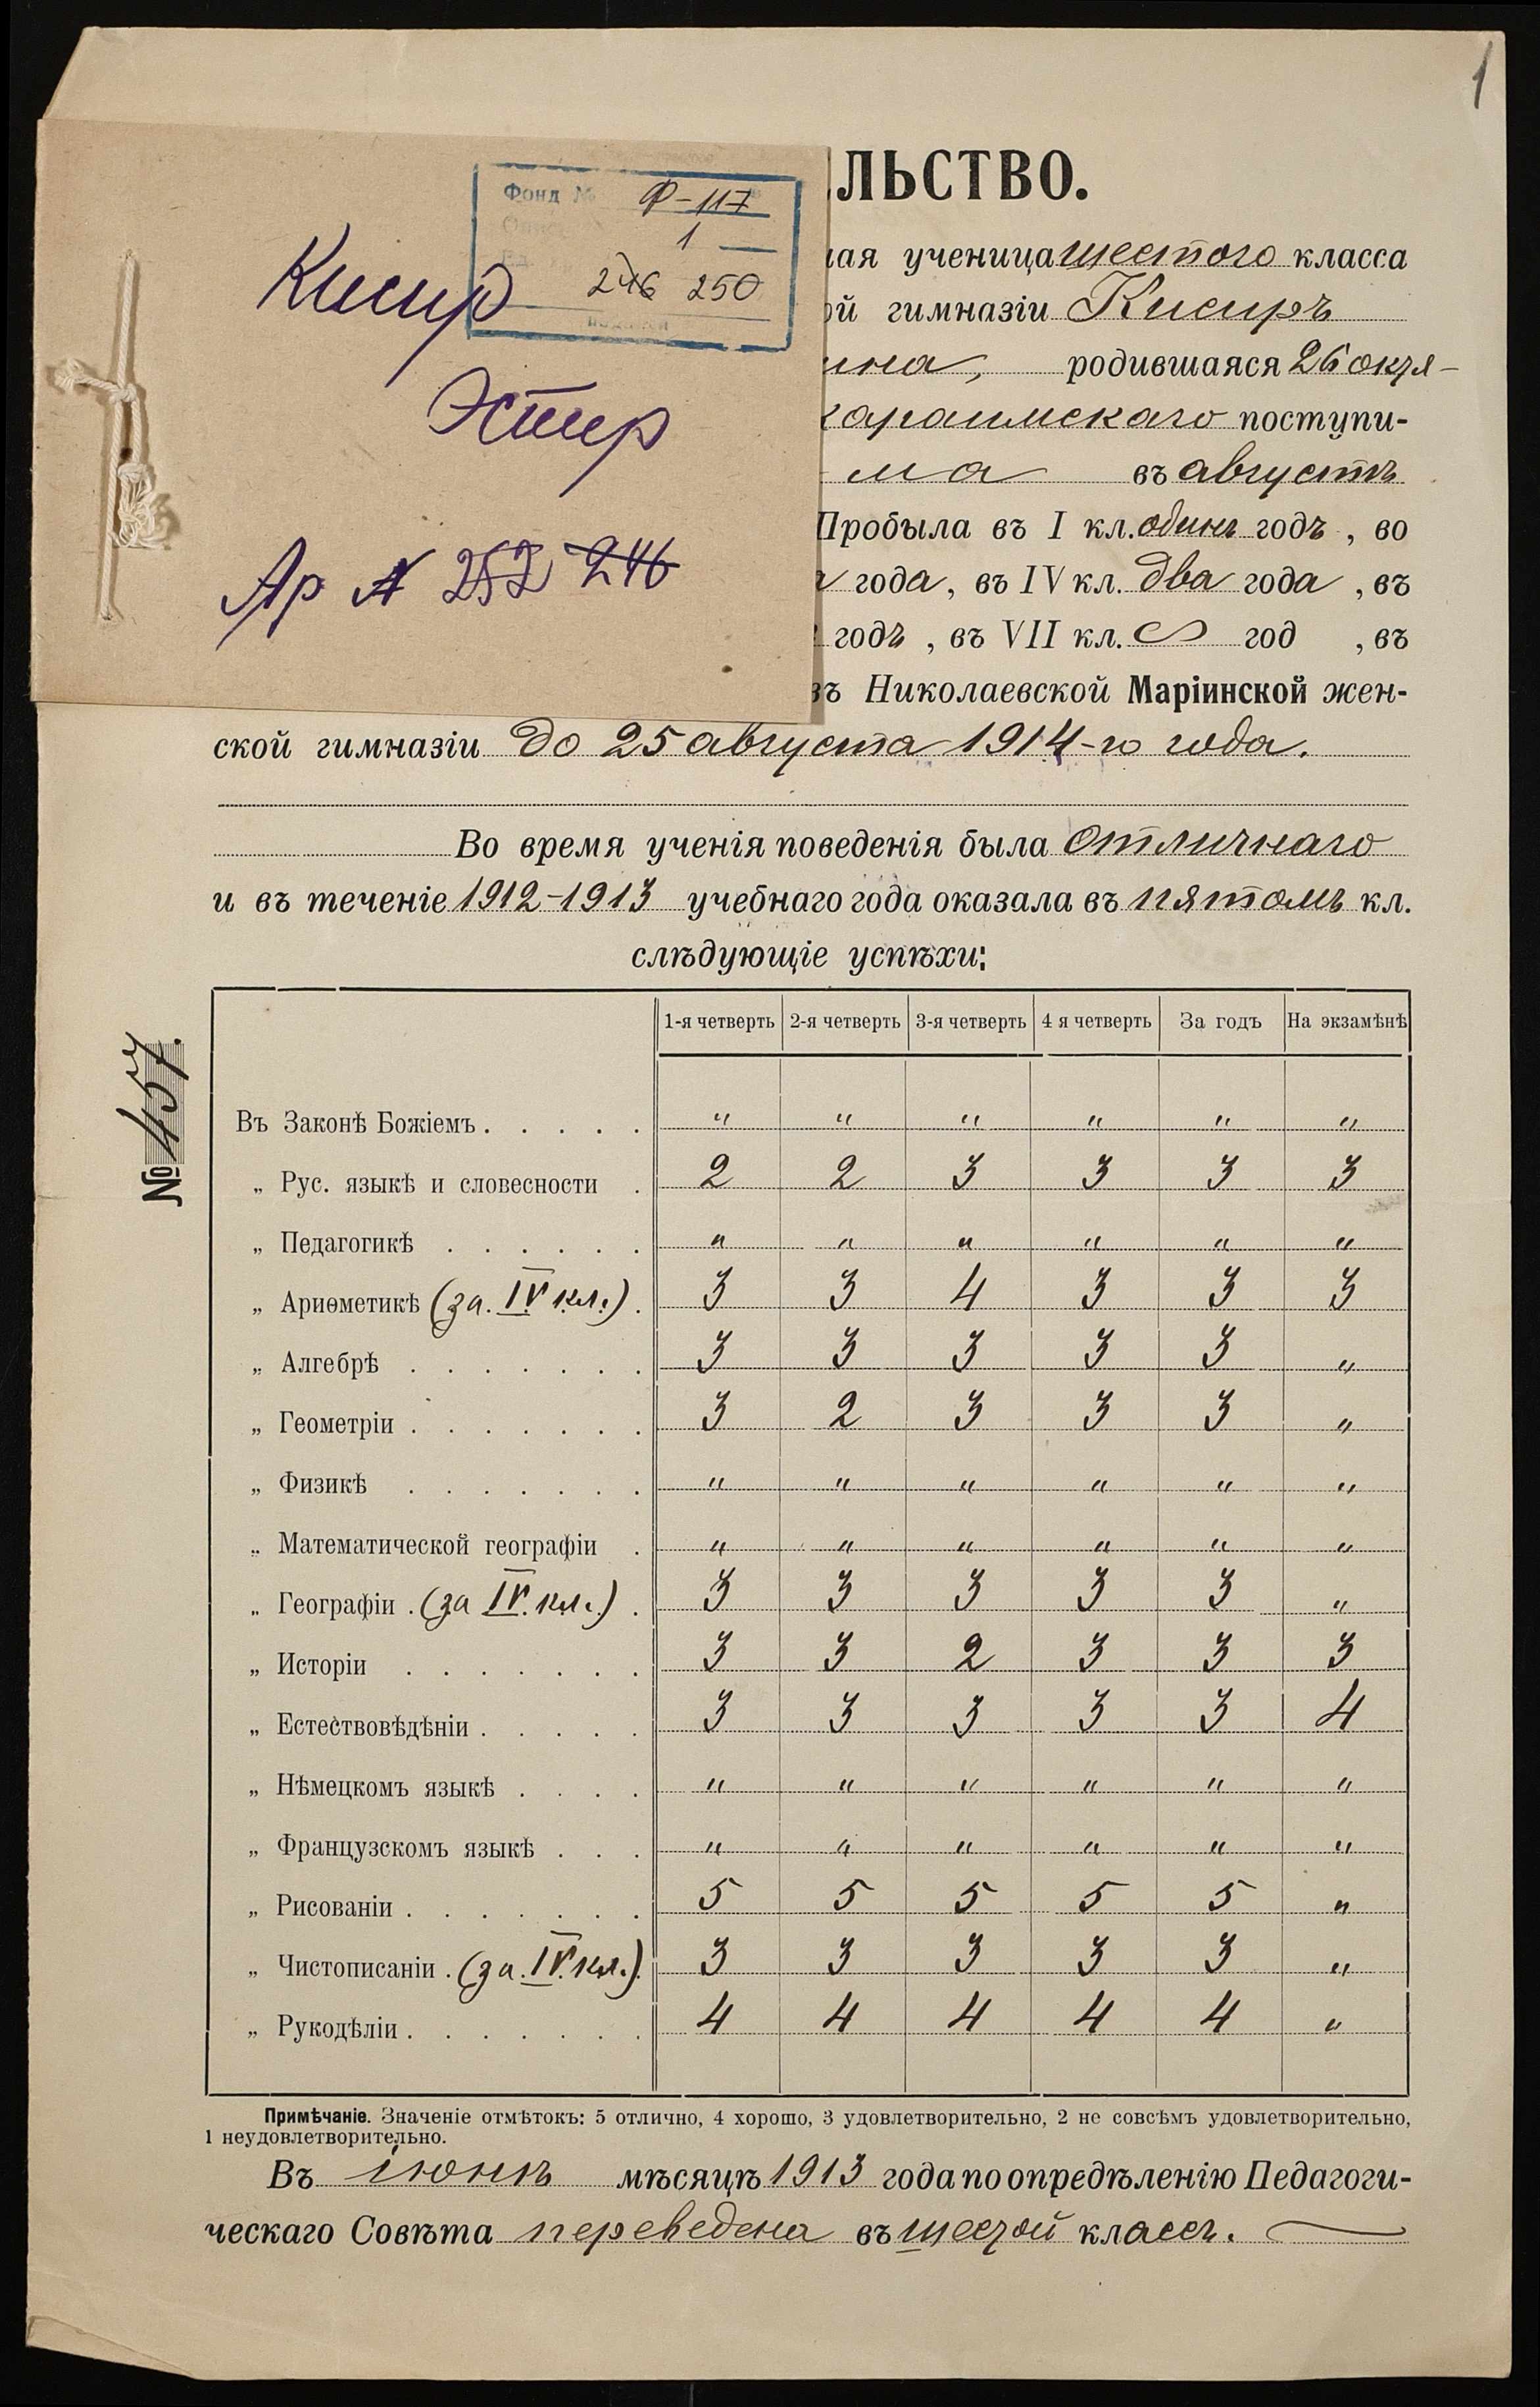 1
Фонд № Ф-117
1
246 250
Кисир
Эстер
Ар № 252 246
ЛЬСТВО.
ая ученица шестого класса
ой гимназіи Кисиръ
ина, родившаяся 26 октя-
караимскаго поступи-
ма въ августѣ
Пробыла въ I кл. одинъ годъ, во
года, въ IV кл. два года, въ
годъ, въ VII кл. год , въ
въ Николаевской Маріинской жен-
ской гимназіи до 25 августа 1914-го года.
Во время ученія поведенія была отличнаго
и въ теченіе 1912-1913 учебнаго года оказала въ пятомъ кл.
слѣдующіе успѣхи:
№ 457.
1-я четверть 2-я четверть 3-я четверть 4 я четверть За годъ На экзамѣнѣ
Въ Законѣ Божіемъ . . . . . " " " " " "
„ Рус. языкѣ и словесности . 2 2 3 3 3 3
„ Педагогикѣ . . . . . . " " " " " "
„ Ариѳметикѣ (за IV кл.) . 3 3 4 3 3 3
„ Алгебрѣ . . . . . . . 3 3 3 3 3 "
„ Геометріи . . . . . . . 3 2 3 3 3 "
„ Физикѣ . . . . . . . " " " " " "
„ Математической географіи . " " " " " "
„ Географіи . (за IV кл.) . 3 3 3 3 3 "
„ Исторіи . . . . . . . 3 3 2 3 3 3
„ Естествовѣдѣніи . . . . . 3 3 3 3 3 4
„ Нѣмецкомъ языкѣ . . . . " " " " " "
„ Французскомъ языкѣ . . . " " " " " "
„ Рисованіи . . . . . . . 5 5 5 5 5 "
„ Чистописаніи . (за IV кл.) . 3 3 3 3 3 "
„ Рукодѣліи . . . . . . . 4 4 4 4 4 "
Примѣчаніе. Значеніе отмѣтокъ: 5 отлично, 4 хорошо, 3 удовлетворительно, 2 не совсѣмъ удовлетворительно,
1 неудовлетворительно.
Въ іюнѣ мѣсяцѣ 1913 года по опредѣленію Педагоги-
ческаго Совѣта переведена въ шестой классъ.